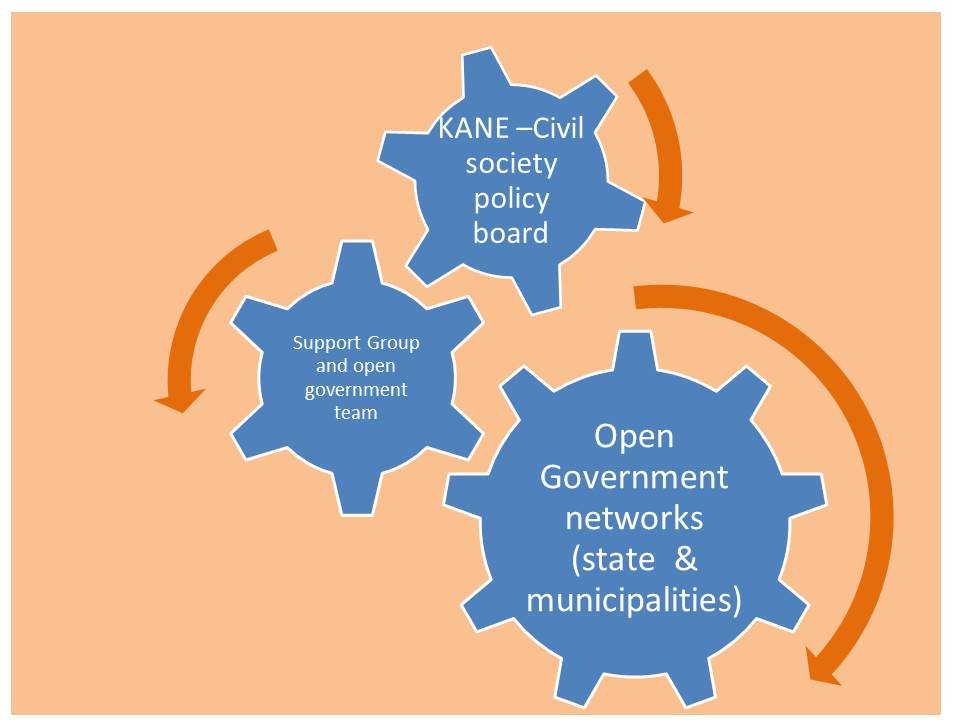 KANE –Civil
society
policy
board
Support Group
and open
government
team
Open
Government
networks
(state & 
municipalities)